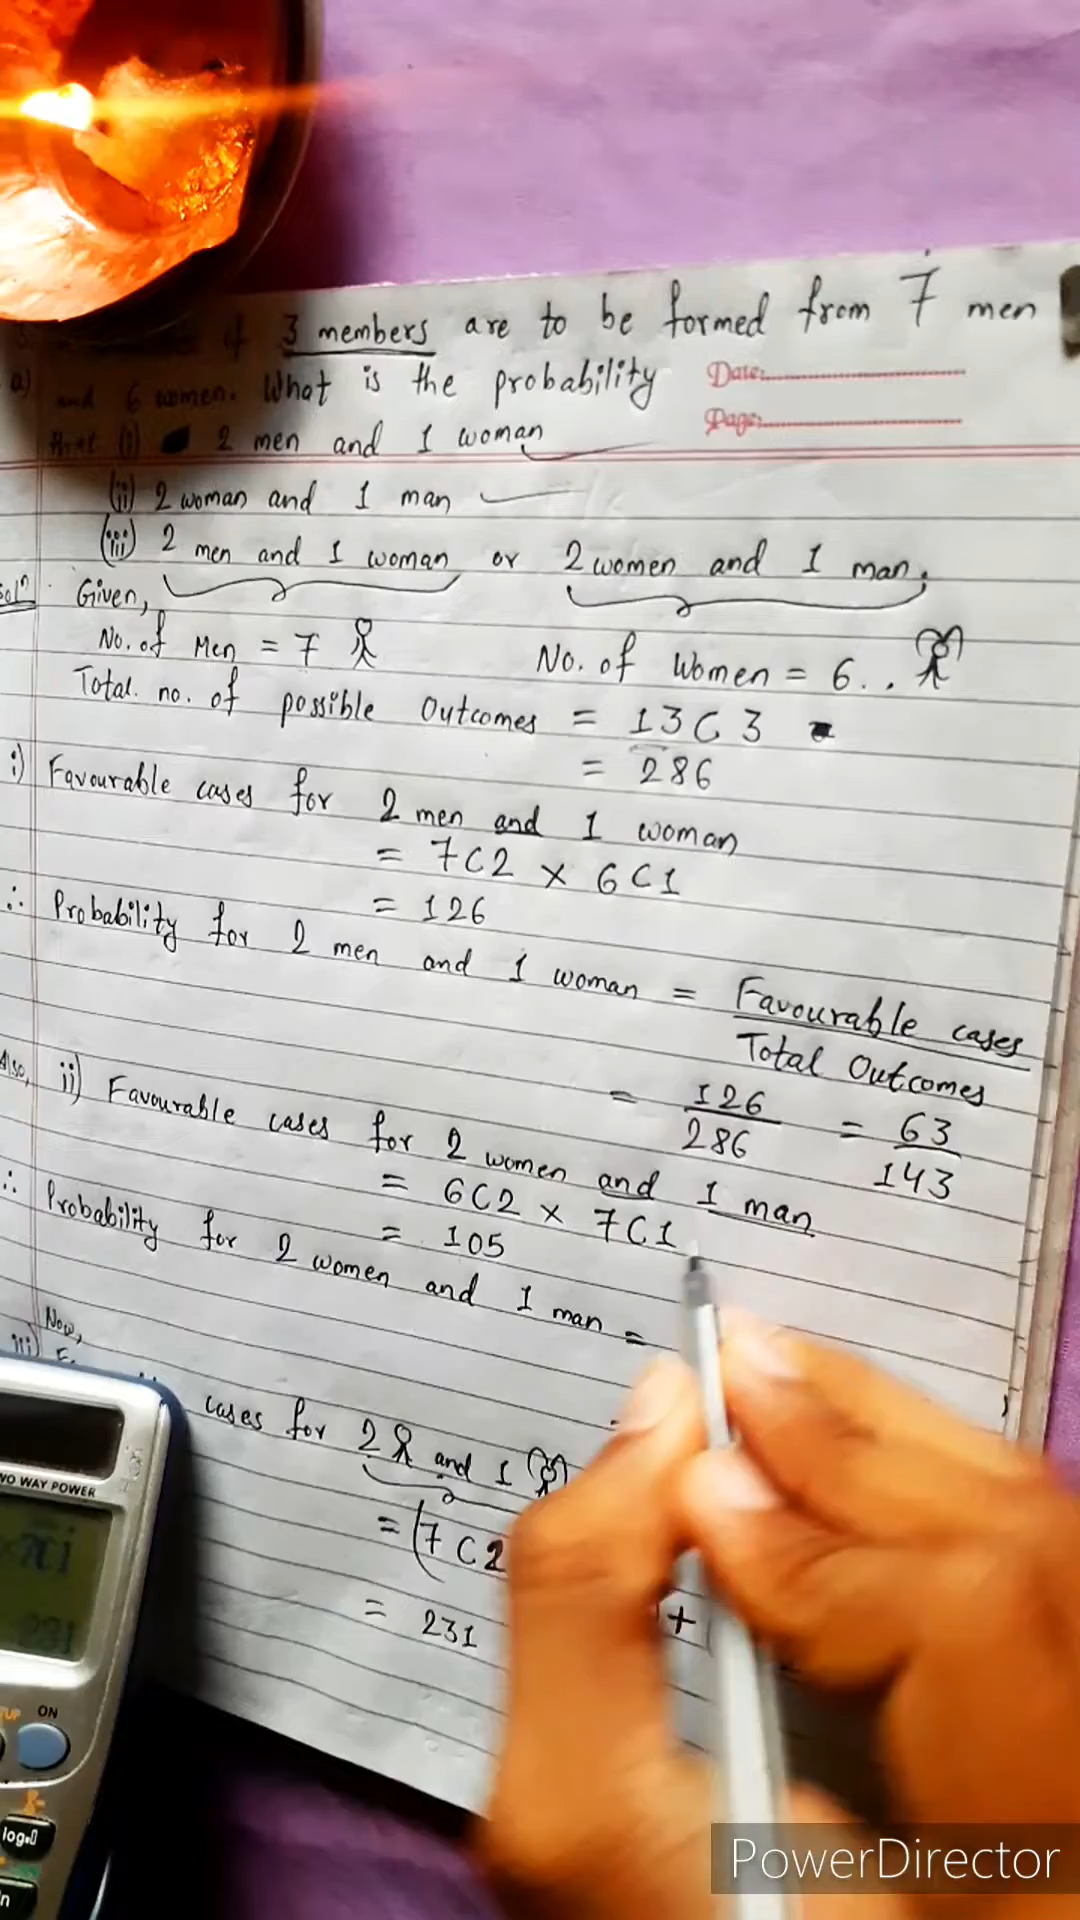 if 3 members are to be formed from 7 men
a) and 6 women. What is the probability
Date:
Page:
that (i) 2 men and 1 woman
(ii) 2 woman and 1 man
(iii) 2 men and 1 woman or 2 women and 1 man.
Solⁿ. Given,
No. of Men = 7 No. of Women = 6..
Total. no. of possible Outcomes = 13C3
= 286
i) Favourable cases for 2 men and 1 woman
= 7C2 × 6C1
= 126
∴ Probability for 2 men and 1 woman = Favourable cases
Total Outcomes
= 126/286 = 63/143
Also, ii) Favourable cases for 2 women and 1 man
= 6C2 × 7C1
= 105
∴ Probability for 2 women and 1 man =
Now,
iii)
cases for 2 and 1
= (7C2
+
= 231
TWO WAY POWER
7C1
231
ON
log
PowerDirector